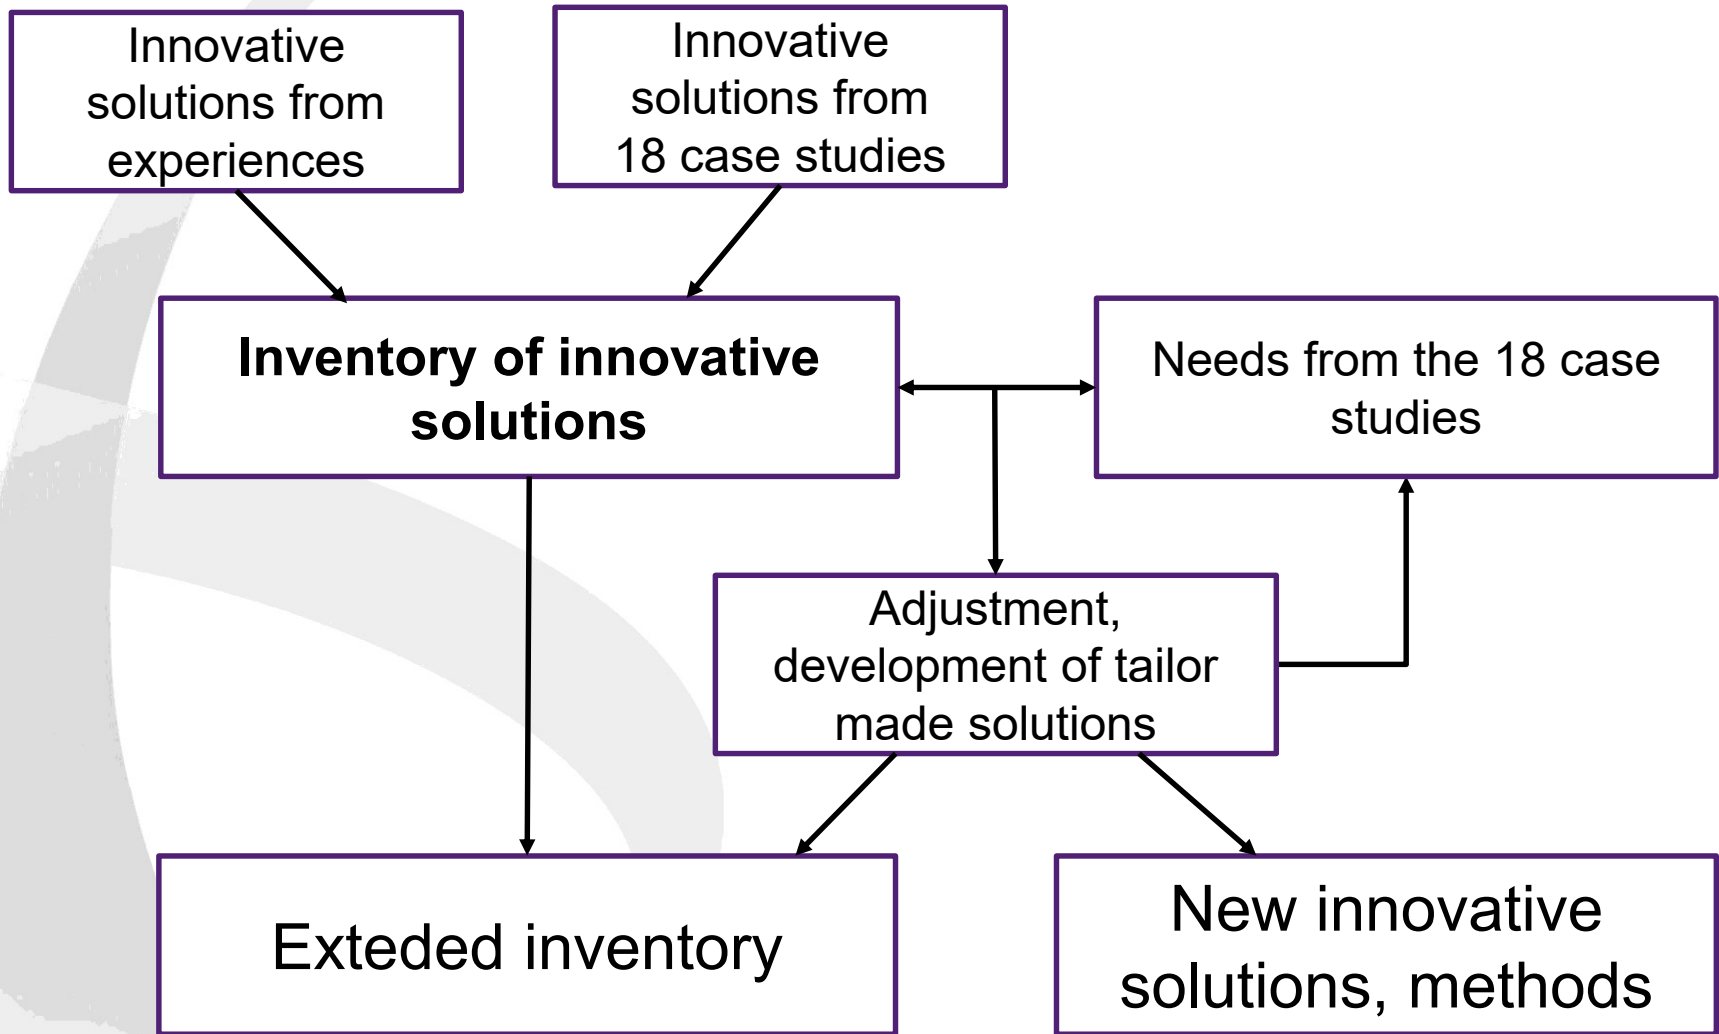 Innovative
solutions from
experiences
Innovative
solutions from
18 case studies
Inventory of innovative
solutions
Needs from the 18 case
studies
Adjustment,
development of tailor
made solutions
Exteded inventory
New innovative
solutions, methods